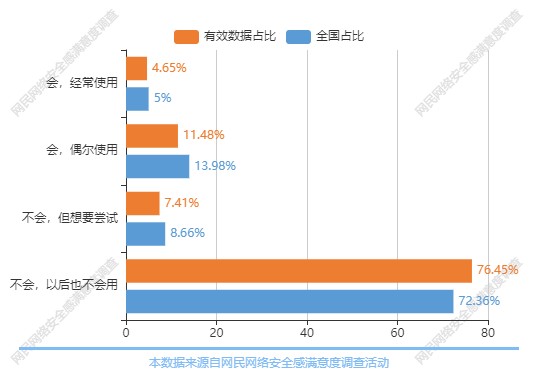 网民网络安全感满意度调查
网民网络安全感满意度调查
有效数据占比 全国占比
会，经常使用
4.65%
5%
会，偶尔使用
11.48%
13.98%
不会，但想要尝试
7.41%
8.66%
不会，以后也不会用
76.45%
72.36%
0 20 40 60 80
网民网络安全感满意度调查
网民网络安全感满意度调查
本数据来源自网民网络安全感满意度调查活动